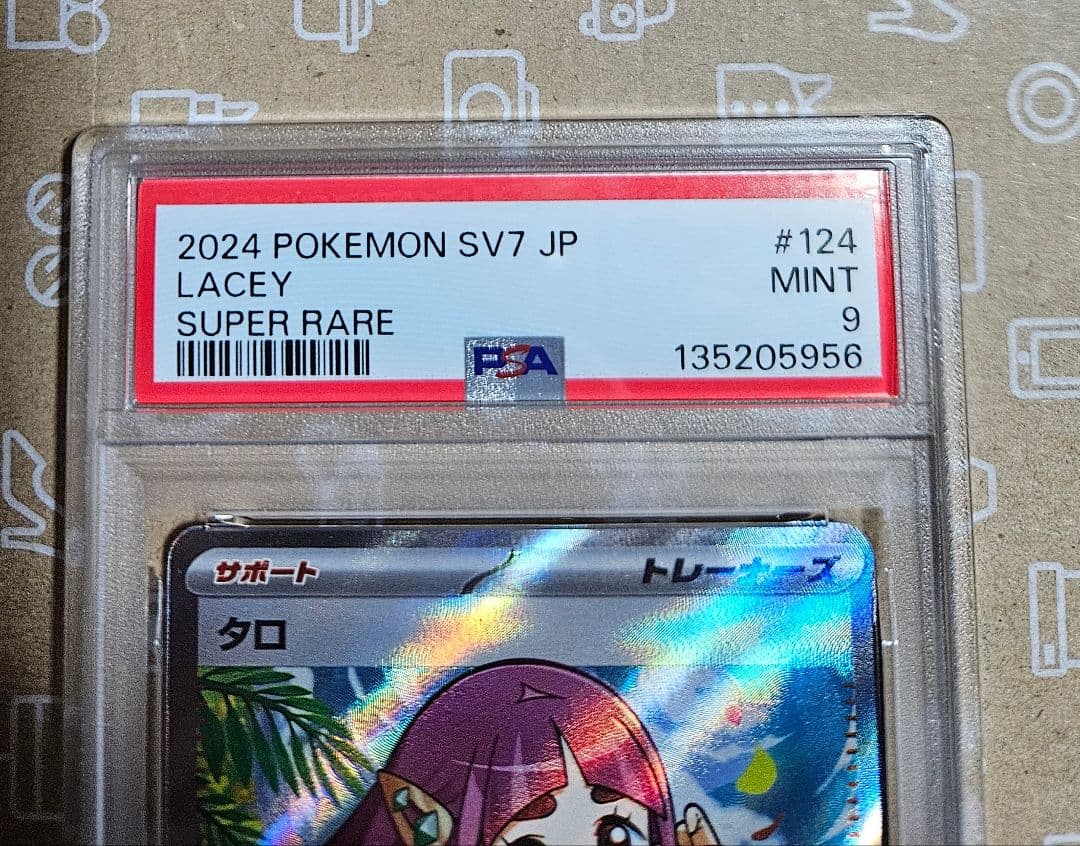 2024 POKEMON SV7 JP #124
LACEY MINT
SUPER RARE 9
PSA 135205956
サポート トレーナーズ
タロ